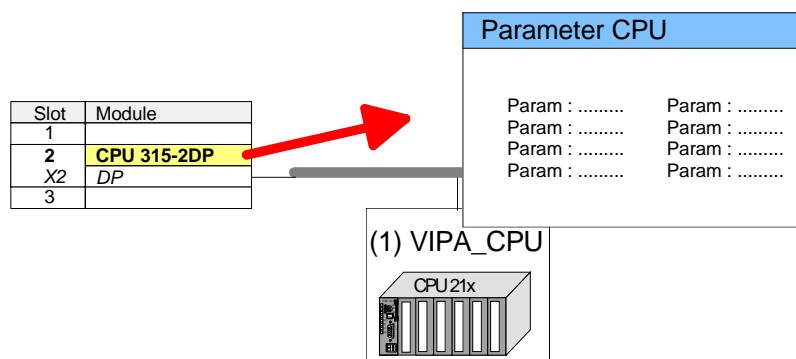 Parameter CPU
Param : ......... Param : .........
Param : ......... Param : .........
Param : ......... Param : .........
Param : ......... Param : .........
Slot Module
1
2 CPU 315-2DP
X2 DP
3
(1) VIPA_CPU
CPU 21x